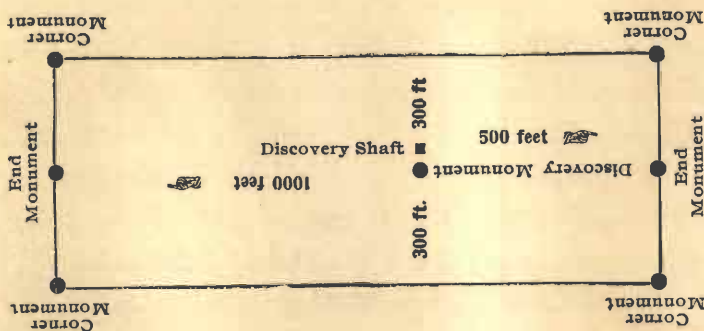 Corner
Monument
Corner
Monument
End
Monument
300 ft
500 feet
Discovery Shaft
Discovery Monument
1000 feet
300 ft.
End
Monument
Corner
Monument
Corner
Monument